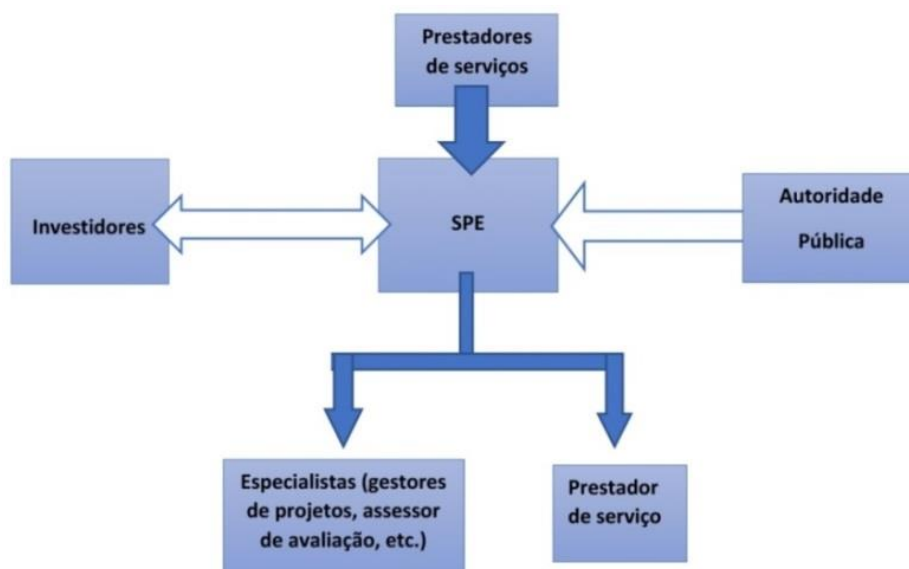 Prestadores
de serviços
Investidores
SPE
Autoridade
Pública
Especialistas (gestores
de projetos, assessor
de avaliação, etc.)
Prestador
de serviço